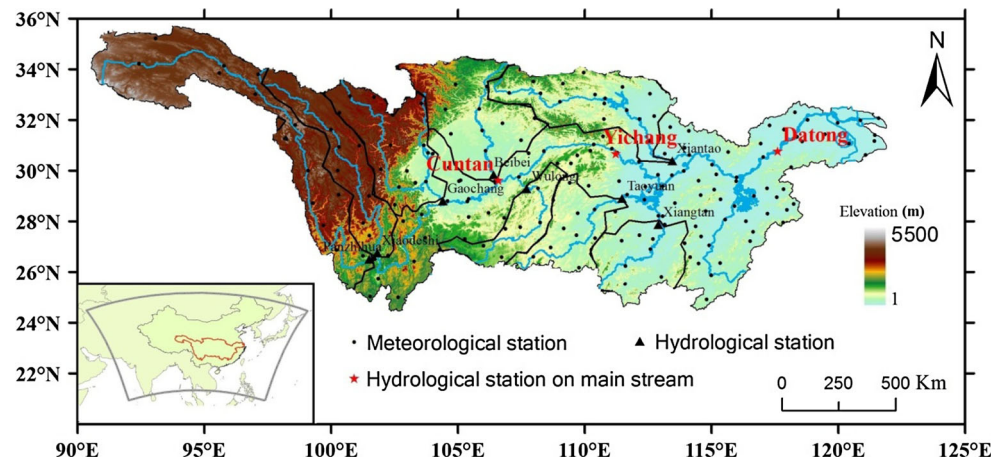 36°N
34°N
32°N
30°N
28°N
26°N
24°N
22°N
N
Cuntan
Yichang
Datong
Beibei
Gaochang
Wulong
Xiantao
Taoyuan
Xiangtan
Panzhihua
Xiaodeshi
Elevation (m)
5500
1
Meteorological station
Hydrological station
Hydrological station on main stream
0 250 500 Km
90°E 95°E 100°E 105°E 110°E 115°E 120°E 125°E